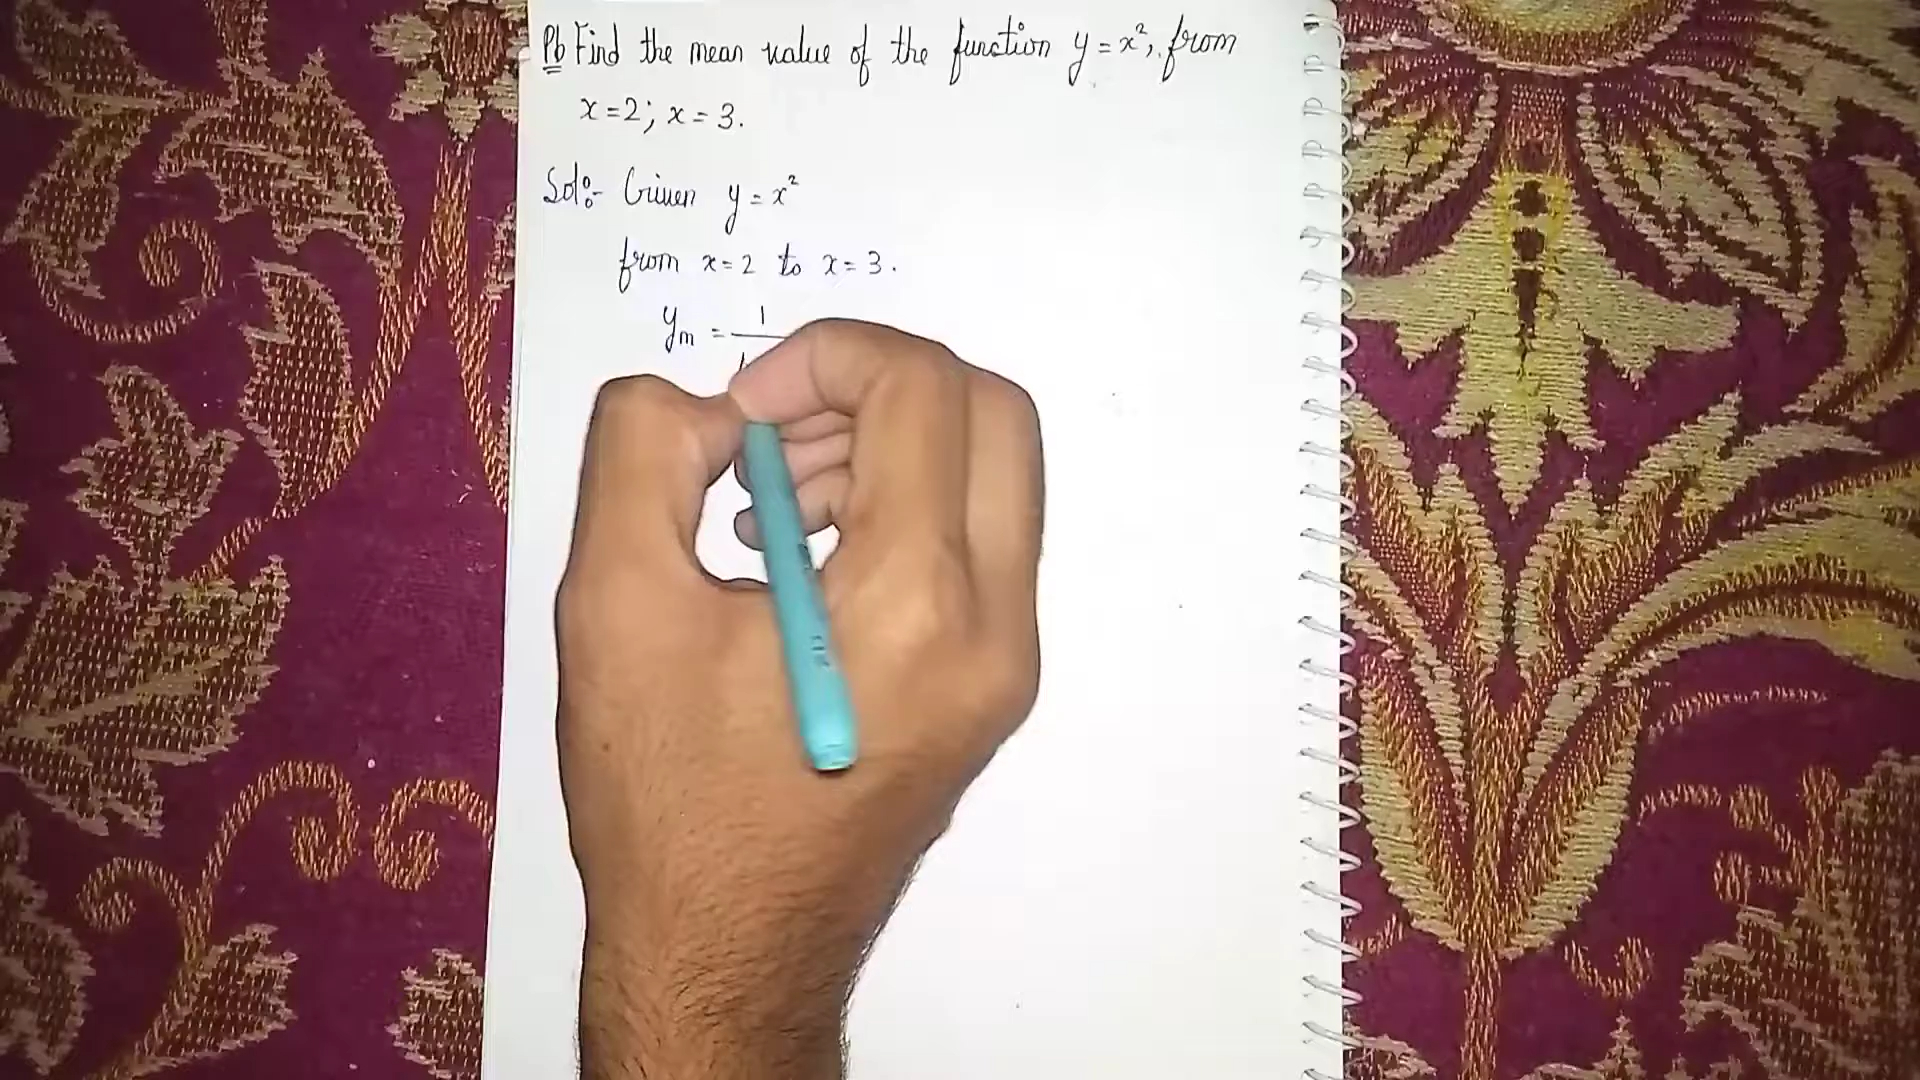 Pb Find the mean value of the function y = x², from
x = 2; x = 3.
Sol:- Given y = x²
from x = 2 to x = 3.
yₘ = 1/